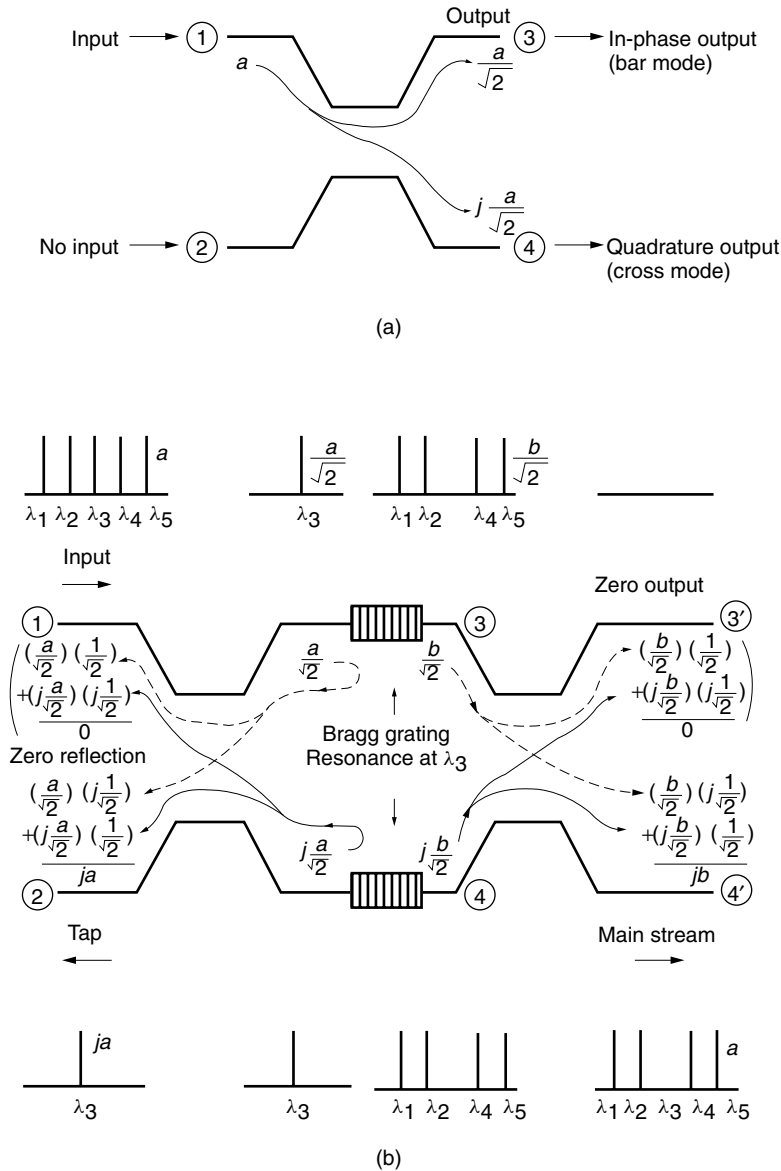 Output
Input
1
3
In-phase output
(bar mode)
a
a/√2
j a/√2
No input
2
4
Quadrature output
(cross mode)
(a)
a
a/√2
b/√2
λ1 λ2 λ3 λ4 λ5
λ3
λ1 λ2 λ4 λ5
Input
Zero output
1
3
3′
(a/√2) (1/√2)
+(j a/√2) (j 1/√2)
0
Zero reflection
(a/√2) (j 1/√2)
+(j a/√2) (1/√2)
ja
a/√2
b/√2
Bragg grating
Resonance at λ3
j a/√2
j b/√2
(b/√2) (1/√2)
+(j b/√2) (j 1/√2)
0
(b/√2) (j 1/√2)
+(j b/√2) (1/√2)
jb
2
4
4′
Tap
Main stream
ja
a
λ3
λ3
λ1 λ2 λ4 λ5
λ1 λ2 λ3 λ4 λ5
(b)